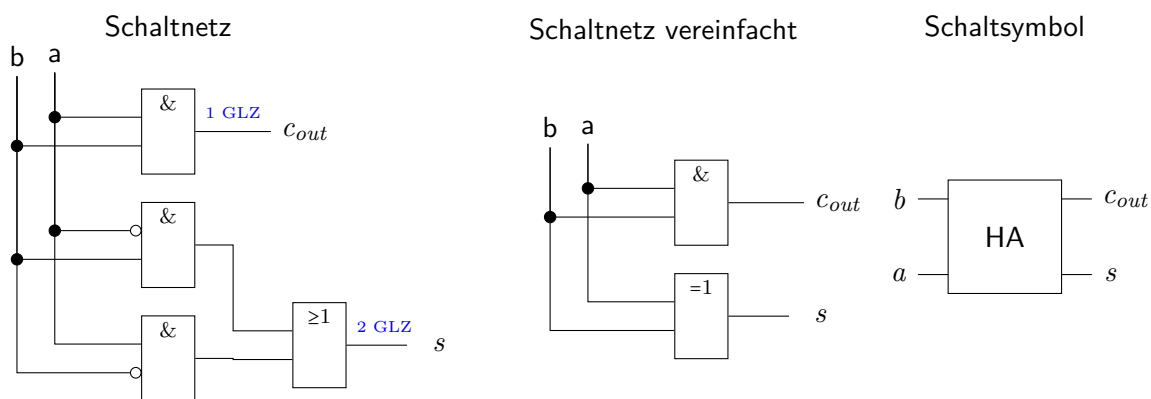 Schaltnetz
b a
&
1 GLZ
c_out
&
&
≥1
2 GLZ
s
Schaltnetz vereinfacht
b a
&
c_out
=1
s
Schaltsymbol
b
a
HA
c_out
s